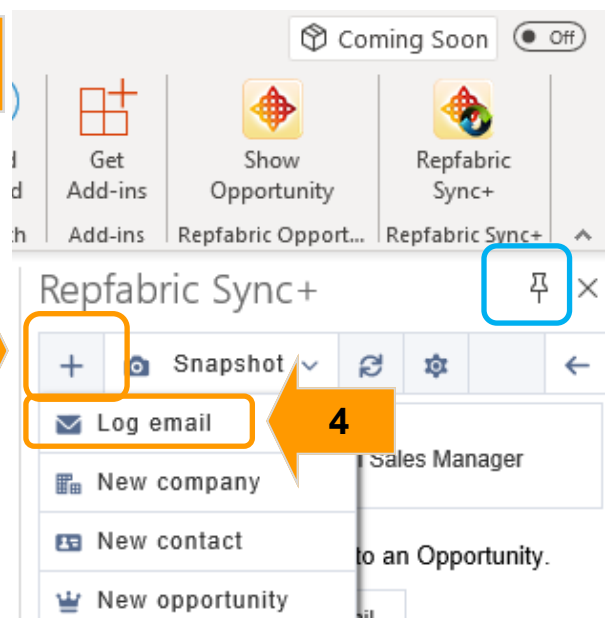 Coming Soon Off
Get Show Repfabric
d Add-ins Opportunity Sync+
h Add-ins Repfabric Opport... Repfabric Sync+
Repfabric Sync+
+ Snapshot
Log email 4
Sales Manager
New company
New contact
to an Opportunity.
New opportunity